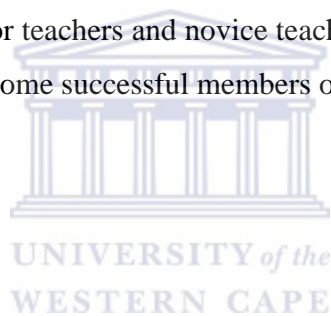 or teachers and novice teach
ome successful members o
UNIVERSITY of the
WESTERN CAPE